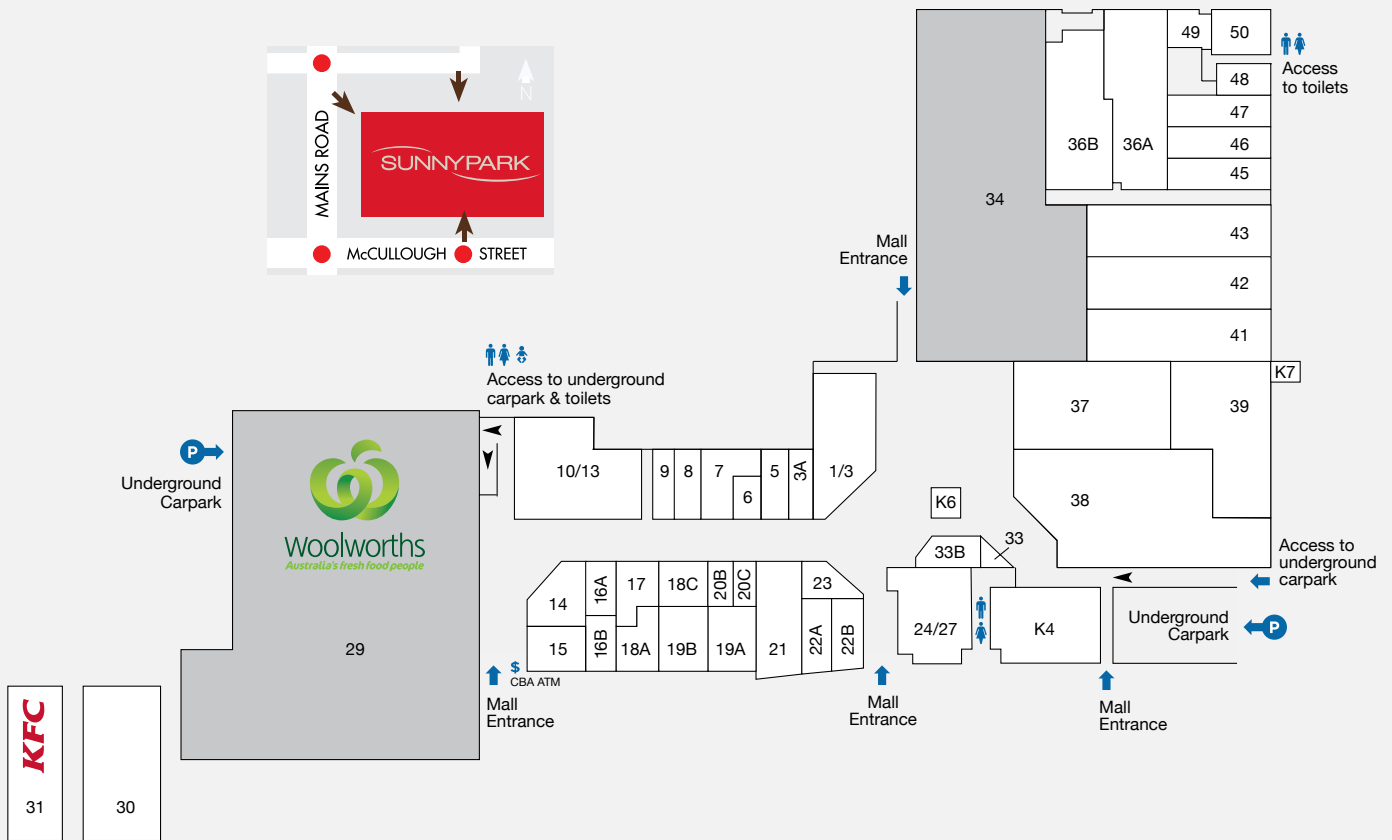 N
MAINS ROAD
SUNNYPARK
McCULLOUGH STREET
49
50
Access
to toilets
48
47
46
45
36B
36A
34
43
42
41
Mall
Entrance
K7
37
39
38
Access to underground
carpark & toilets
P
Underground
Carpark
Woolworths
Australia's fresh food people
29
10/13
9
8
7
6
5
3A
1/3
K6
33B
33
Access to
underground
carpark
14
16A
17
18C
20B
20C
23
15
16B
18A
19B
19A
21
22A
22B
24/27
K4
Underground
Carpark
P
$
CBA ATM
Mall
Entrance
Mall
Entrance
Mall
Entrance
KFC
31
30